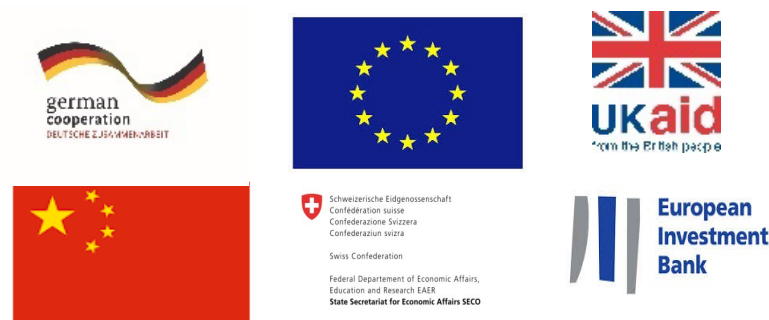 german
cooperation
DEUTSCHE ZUSAMMENARBEIT
UKaid
from the British people
Schweizerische Eidgenossenschaft
Confédération suisse
Confederazione Svizzera
Confederaziun svizra
Swiss Confederation
Federal Departement of Economic Affairs,
Education and Research EAER
State Secretariat for Economic Affairs SECO
European
Investment
Bank